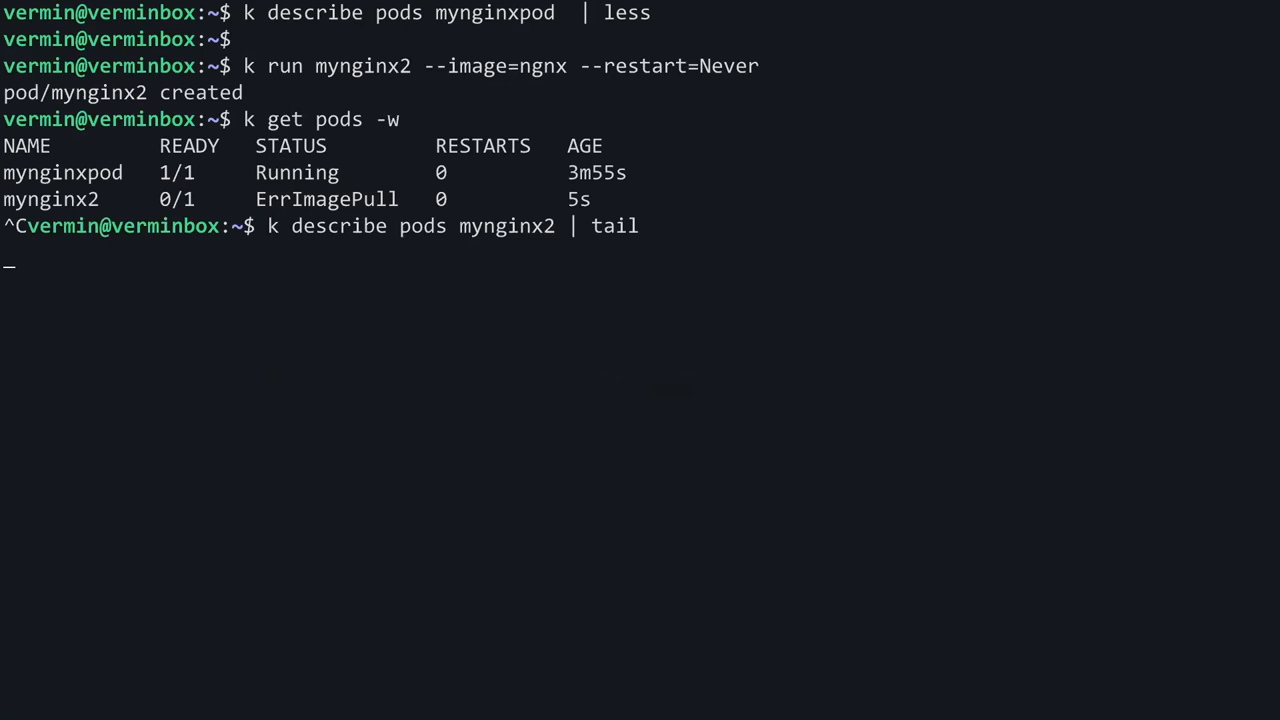 vermin@verminbox:~$ k describe pods mynginxpod  | less
vermin@verminbox:~$
vermin@verminbox:~$ k run mynginx2 --image=ngnx --restart=Never
pod/mynginx2 created
vermin@verminbox:~$ k get pods -w
NAME         READY   STATUS         RESTARTS   AGE
mynginxpod   1/1     Running        0          3m55s
mynginx2     0/1     ErrImagePull   0          5s
^Cvermin@verminbox:~$ k describe pods mynginx2 | tail